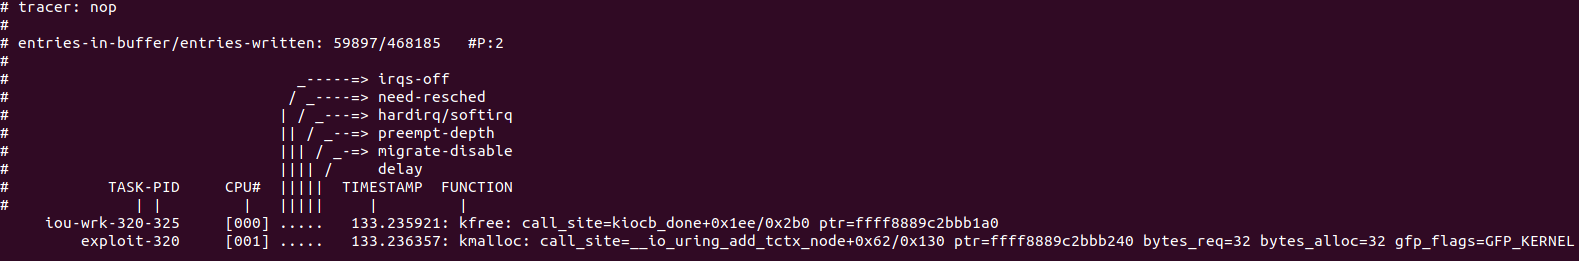 # tracer: nop
#
# entries-in-buffer/entries-written: 59897/468185   #P:2
#
#                                _-----=> irqs-off
#                               / _----=> need-resched
#                              | / _---=> hardirq/softirq
#                              || / _--=> preempt-depth
#                              ||| / _-=> migrate-disable
#                              |||| /     delay
#           TASK-PID     CPU#  |||||  TIMESTAMP  FUNCTION
#              | |         |   |||||     |         |
     iou-wrk-320-325     [000] .....   133.235921: kfree: call_site=kiocb_done+0x1ee/0x2b0 ptr=ffff8889c2bbb1a0
         exploit-320     [001] .....   133.236357: kmalloc: call_site=__io_uring_add_tctx_node+0x62/0x130 ptr=ffff8889c2bbb240 bytes_req=32 bytes_alloc=32 gfp_flags=GFP_KERNEL